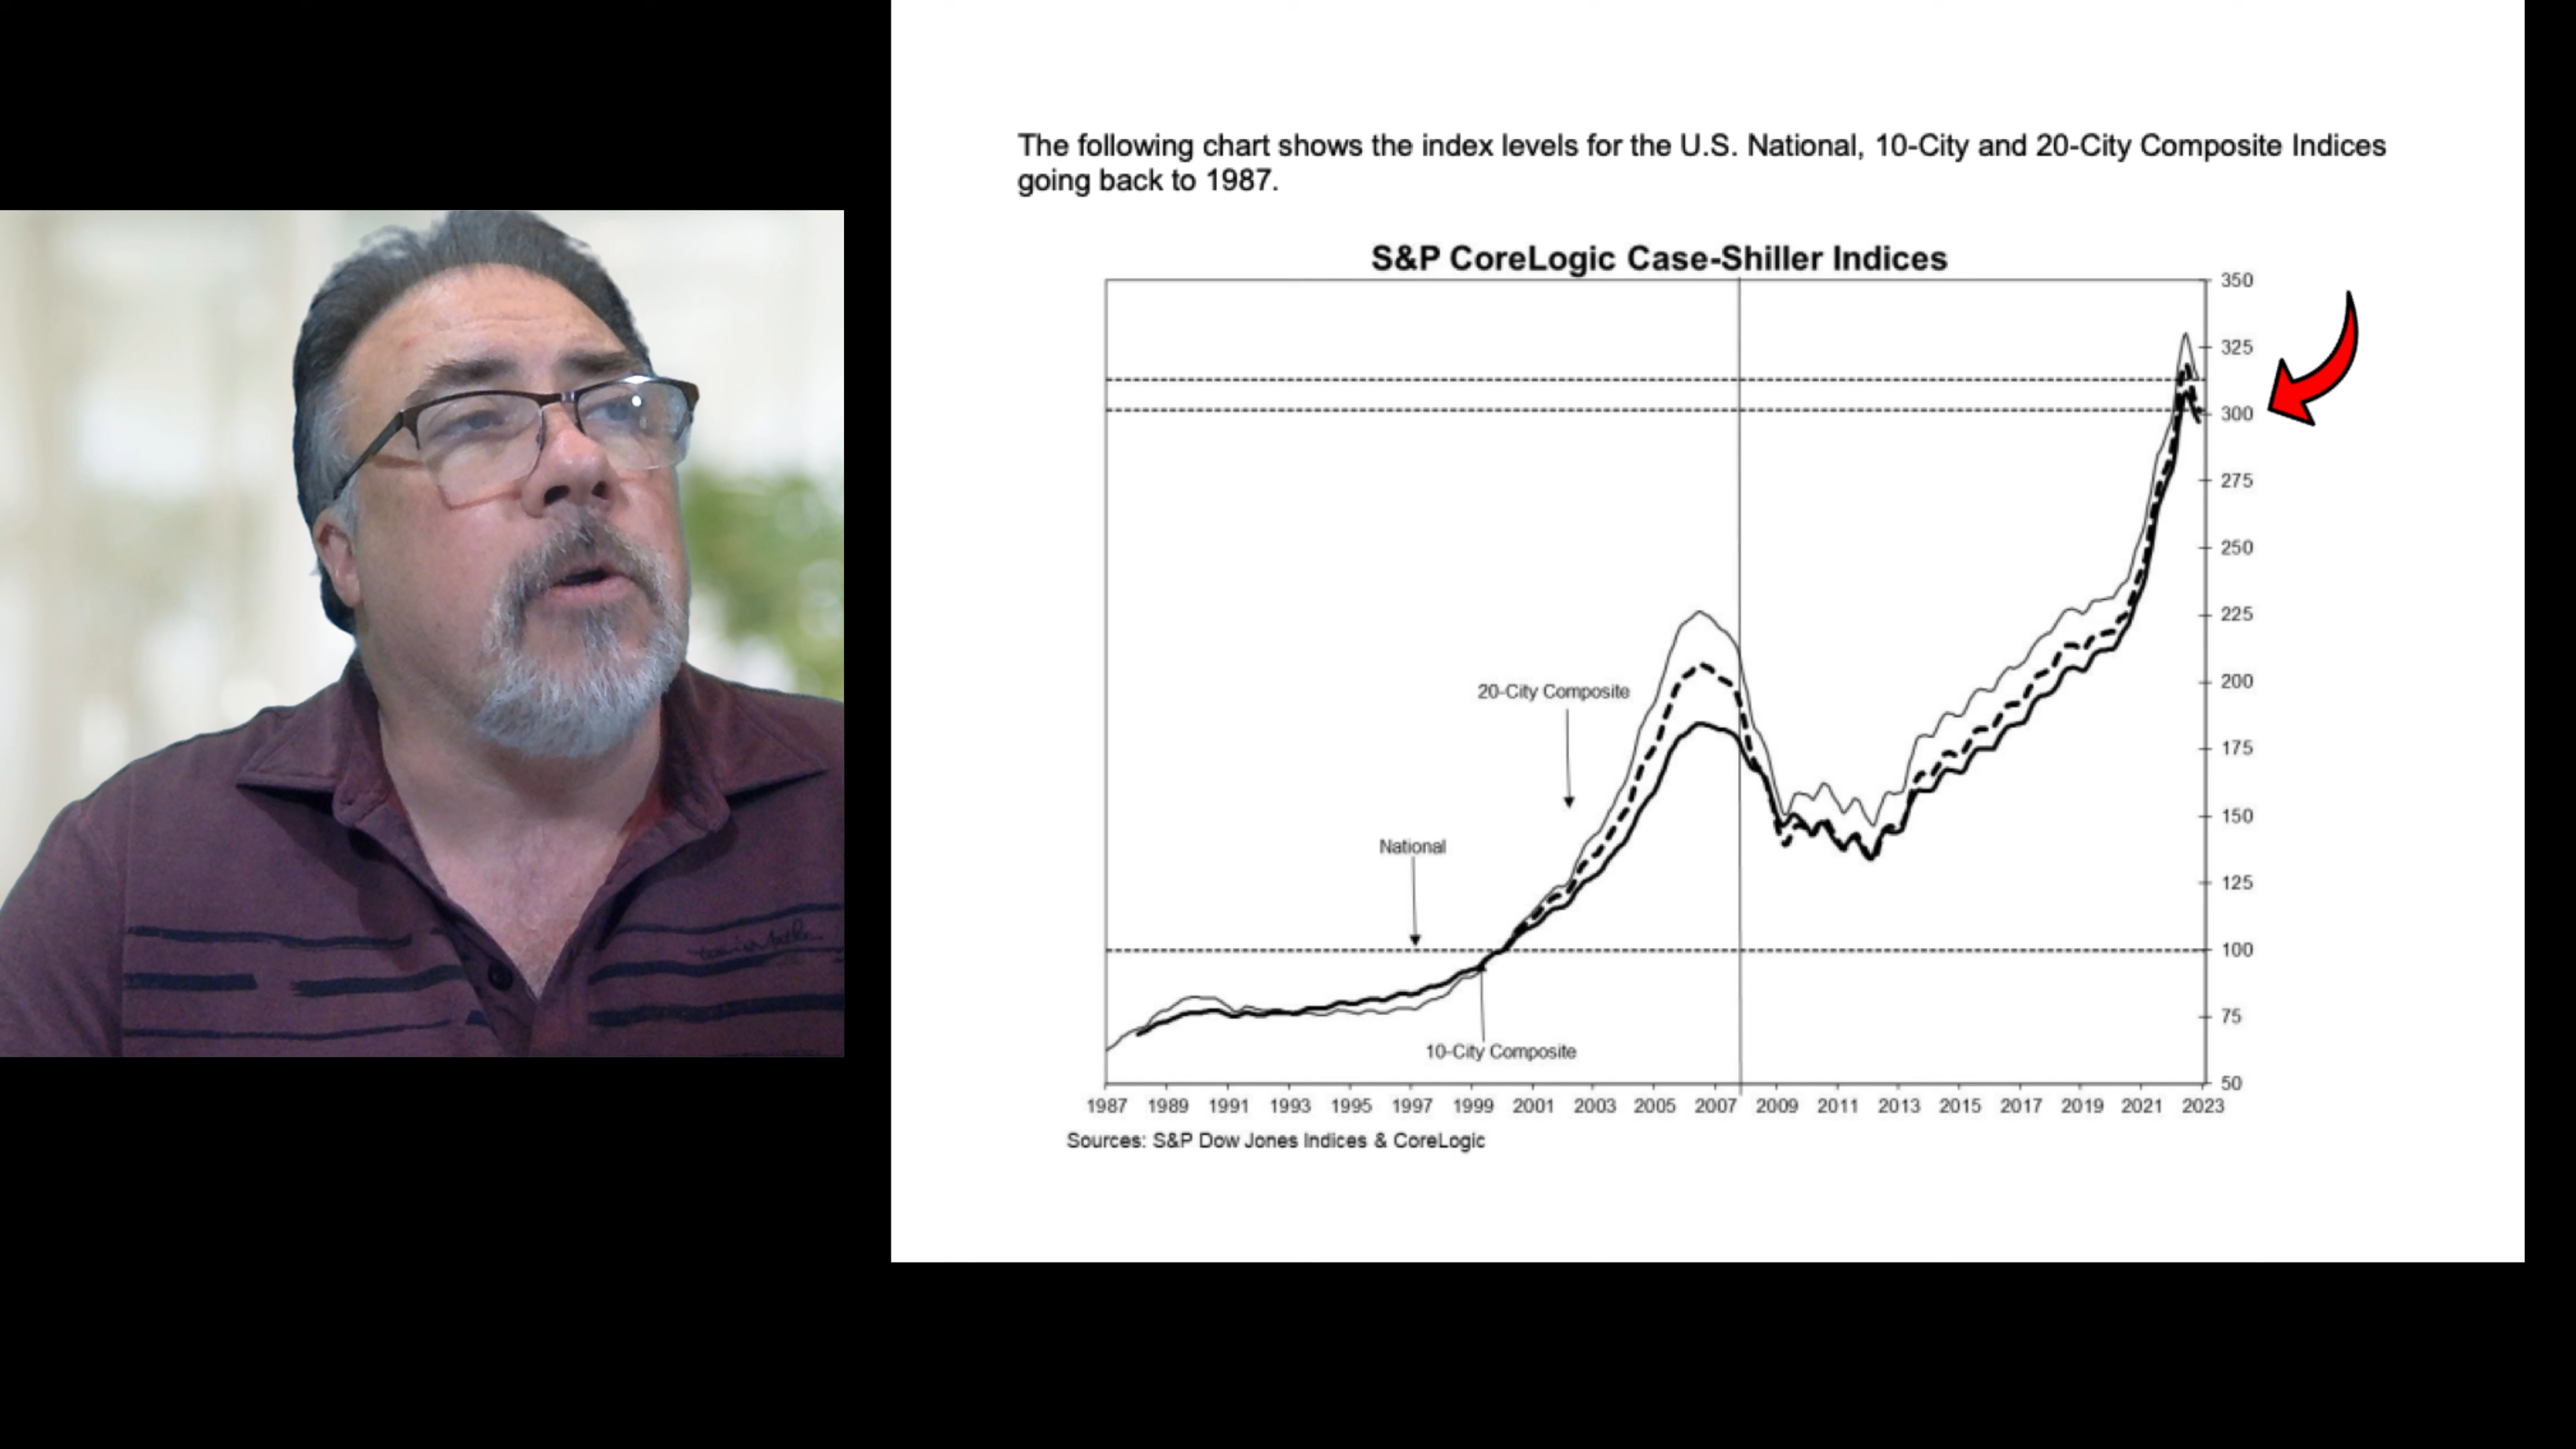 The following chart shows the index levels for the U.S. National, 10-City and 20-City Composite Indices
going back to 1987.
S&P CoreLogic Case-Shiller Indices
350
325
300
275
250
225
200
175
150
125
100
75
50
20-City Composite
National
10-City Composite
1987 1989 1991 1993 1995 1997 1999 2001 2003 2005 2007 2009 2011 2013 2015 2017 2019 2021 2023
Sources: S&P Dow Jones Indices & CoreLogic